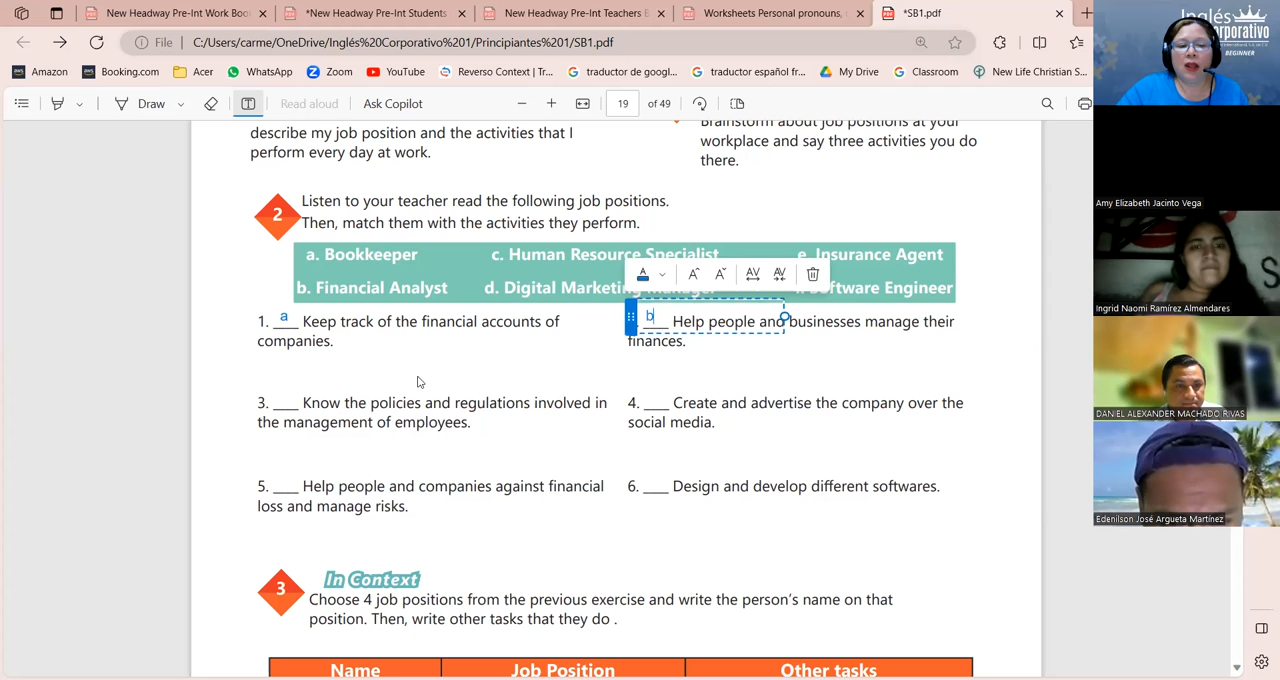 New Headway Pre-Int Work Boo
*New Headway Pre-Int Students
New Headway Pre-Int Teachers B
Worksheets Personal pronouns, c
*SB1.pdf
File
C:/Users/carme/OneDrive/Inglés%20Corporativo%201/Principiantes%201/SB1.pdf
Amazon
Booking.com
Acer
WhatsApp
Zoom
YouTube
Reverso Context | Tr...
traductor de googl...
traductor español fr...
My Drive
Classroom
New Life Christian S...
Draw
Read aloud
Ask Copilot
19 of 49
describe my job position and the activities that I
perform every day at work.
Brainstorm about job positions at your
workplace and say three activities you do
there.
2
Listen to your teacher read the following job positions.
Then, match them with the activities they perform.
a. Bookkeeper
c. Human Resource Specialist
e. Insurance Agent
b. Financial Analyst
d. Digital Marketing Manager
Software Engineer
1. a ___ Keep track of the financial accounts of
companies.
b ___ Help people and businesses manage their
finances.
3. ___ Know the policies and regulations involved in
the management of employees.
4. ___ Create and advertise the company over the
social media.
5. ___ Help people and companies against financial
loss and manage risks.
6. ___ Design and develop different softwares.
3
In Context
Choose 4 job positions from the previous exercise and write the person's name on that
position. Then, write other tasks that they do .
Name
Job Position
Other tasks
Inglés
Corporativo
BEGINNER
Amy Elizabeth Jacinto Vega
Ingrid Naomi Ramírez Almendares
DANIEL ALEXANDER MACHADO RIVAS
Edenilson José Argueta Martínez